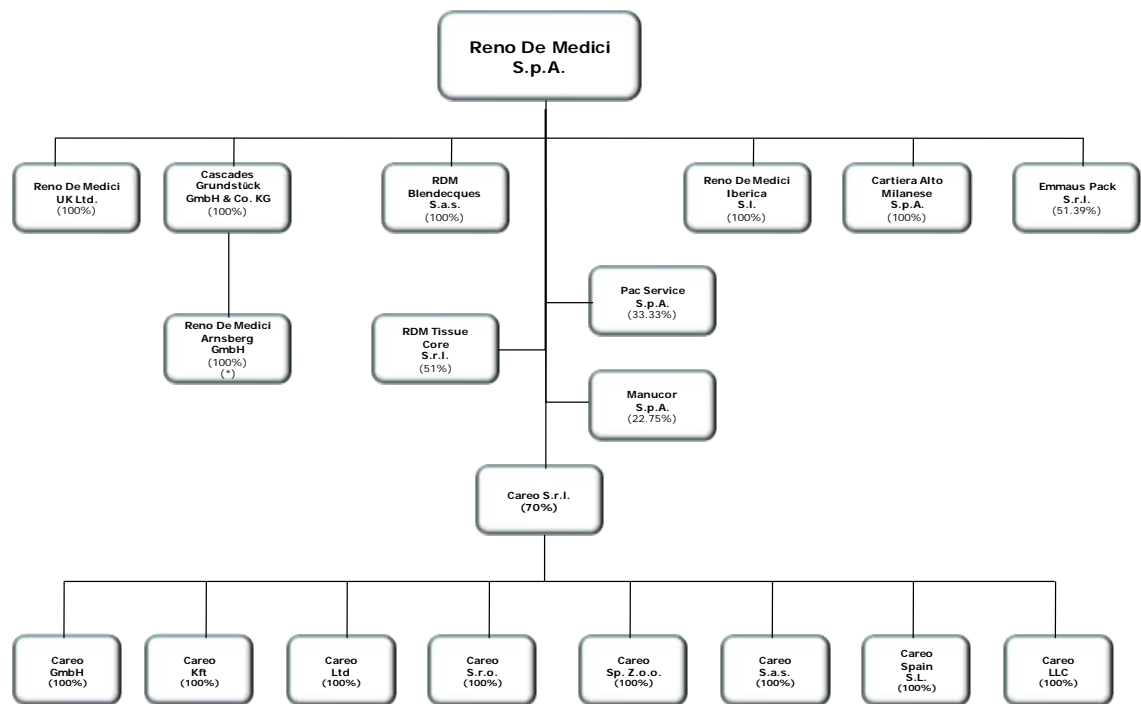 Reno De Medici
S.p.A.
Reno De Medici
UK Ltd.
(100%)
Cascades
Grundstück
GmbH & Co. KG
(100%)
RDM
Blendecques
S.a.s.
(100%)
Reno De Medici
Iberica
S.l.
(100%)
Cartiera Alto
Milanese
S.p.A.
(100%)
Emmaus Pack
S.r.l.
(51.39%)
Pac Service
S.p.A.
(33.33%)
Reno De Medici
Arnsberg
GmbH
(100%)
(*)
RDM Tissue
Core
S.r.l.
(51%)
Manucor
S.p.A.
(22.75%)
Careo S.r.l.
(70%)
Careo
GmbH
(100%)
Careo
Kft
(100%)
Careo
Ltd
(100%)
Careo
S.r.o.
(100%)
Careo
Sp. Z.o.o.
(100%)
Careo
S.a.s.
(100%)
Careo
Spain
S.L.
(100%)
Careo
LLC
(100%)